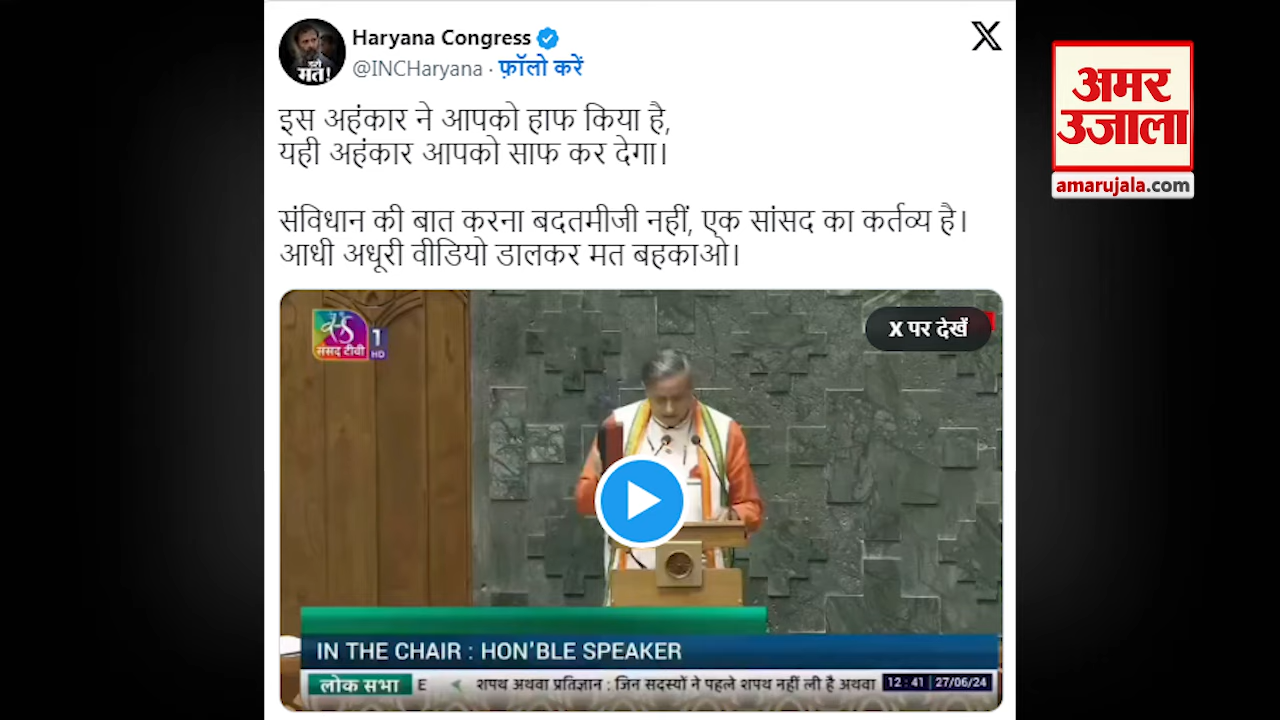 Haryana Congress
@INCHaryana · फ़ॉलो करें
X
डरो
मत!
इस अहंकार ने आपको हाफ किया है,
यही अहंकार आपको साफ कर देगा।
संविधान की बात करना बदतमीजी नहीं, एक सांसद का कर्तव्य है।
आधी अधूरी वीडियो डालकर मत बहकाओ।
संसद टीवी 1
HD
X पर देखें
IN THE CHAIR : HON'BLE SPEAKER
लोक सभा E शपथ अथवा प्रतिज्ञान : जिन सदस्यों ने पहले शपथ नहीं ली है अथवा 12:41 27/06/24
अमर
उजाला
amarujala.com